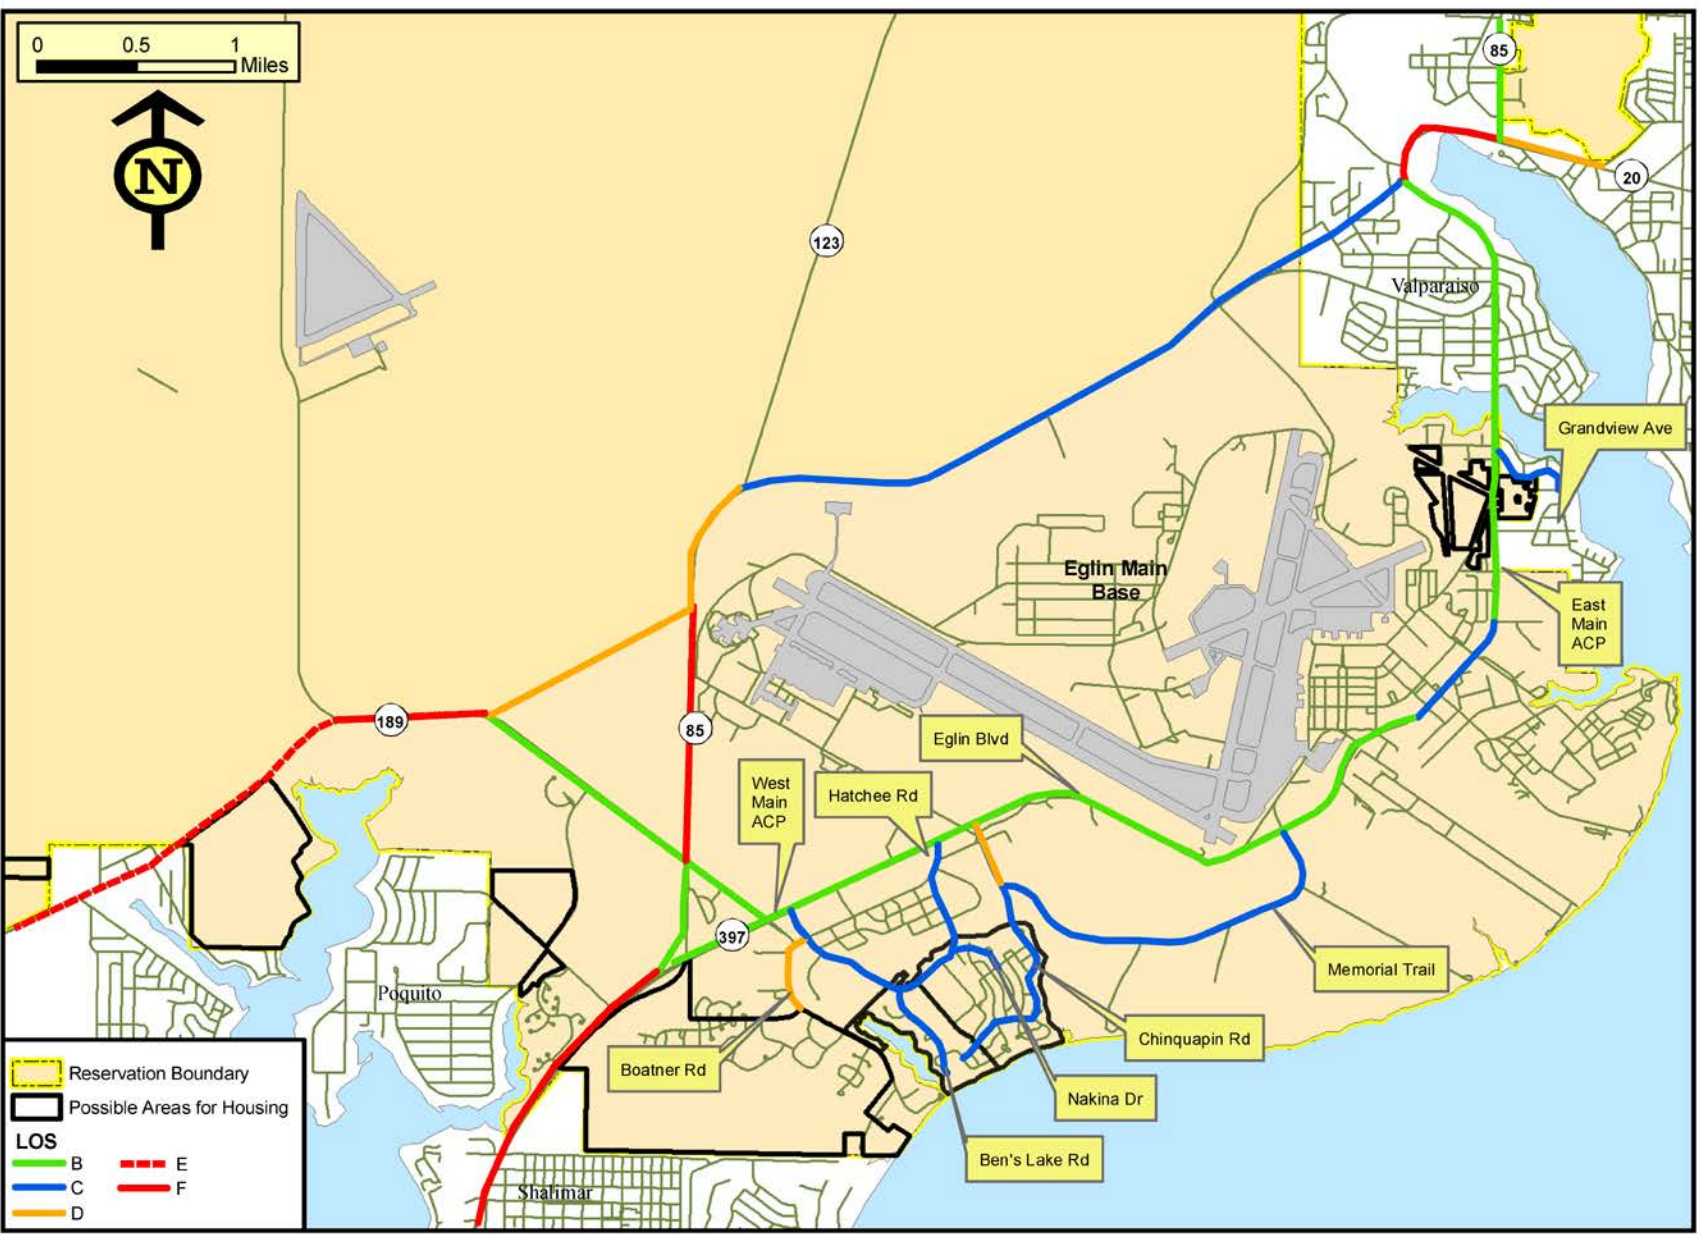 0 0.5 1
Miles
N
85
20
123
Valparaiso
Grandview Ave
Eglin Main
Base
East
Main
ACP
189
85
Eglin Blvd
West
Main
ACP
Hatchee Rd
397
Memorial Trail
Poquito
Chinquapin Rd
Boatner Rd
Nakina Dr
Ben's Lake Rd
Shalimar
Reservation Boundary
Possible Areas for Housing
LOS
B E
C F
D